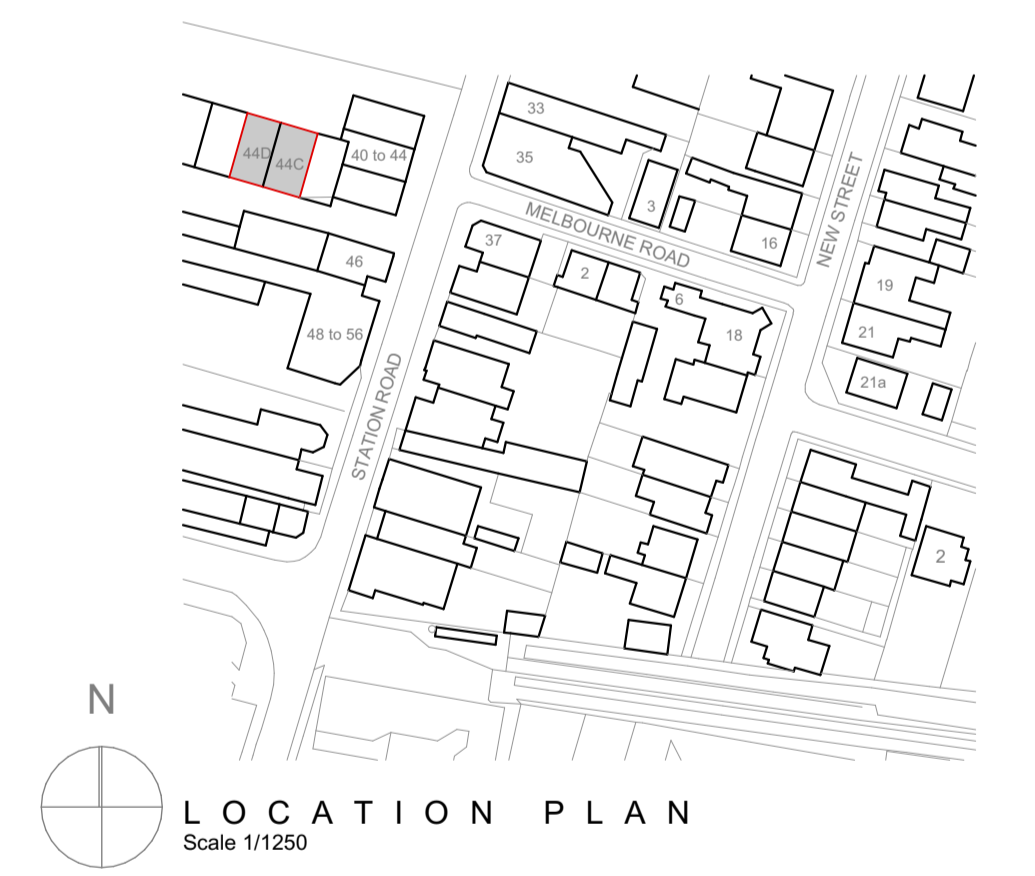 33
44D
44C
40 to 44
35
3
MELBOURNE ROAD
NEW STREET
16
37
46
2
6
19
18
21
48 to 56
21a
STATION ROAD
2
N
LOCATION PLAN
Scale 1/1250